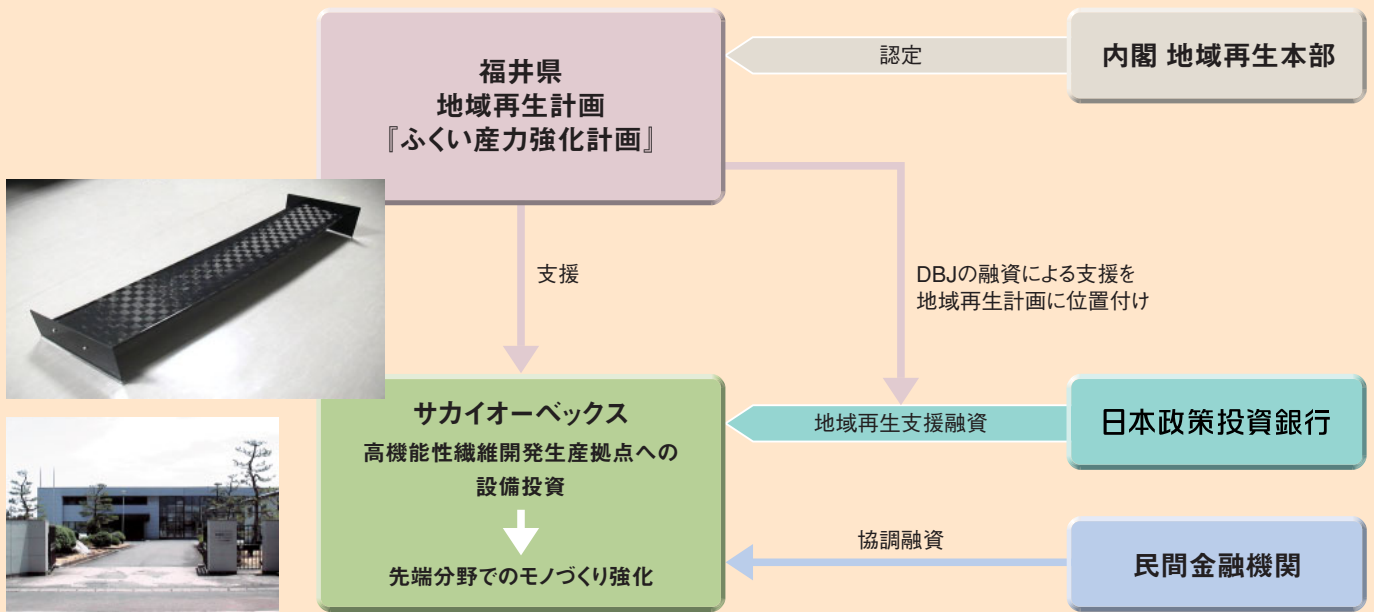 福井県
地域再生計画
『ふくい産力強化計画』
認定
内閣 地域再生本部
支援
DBJの融資による支援を
地域再生計画に位置付け
サカイオーベックス
高機能性繊維開発生産拠点への
設備投資
先端分野でのモノづくり強化
地域再生支援融資
日本政策投資銀行
協調融資
民間金融機関